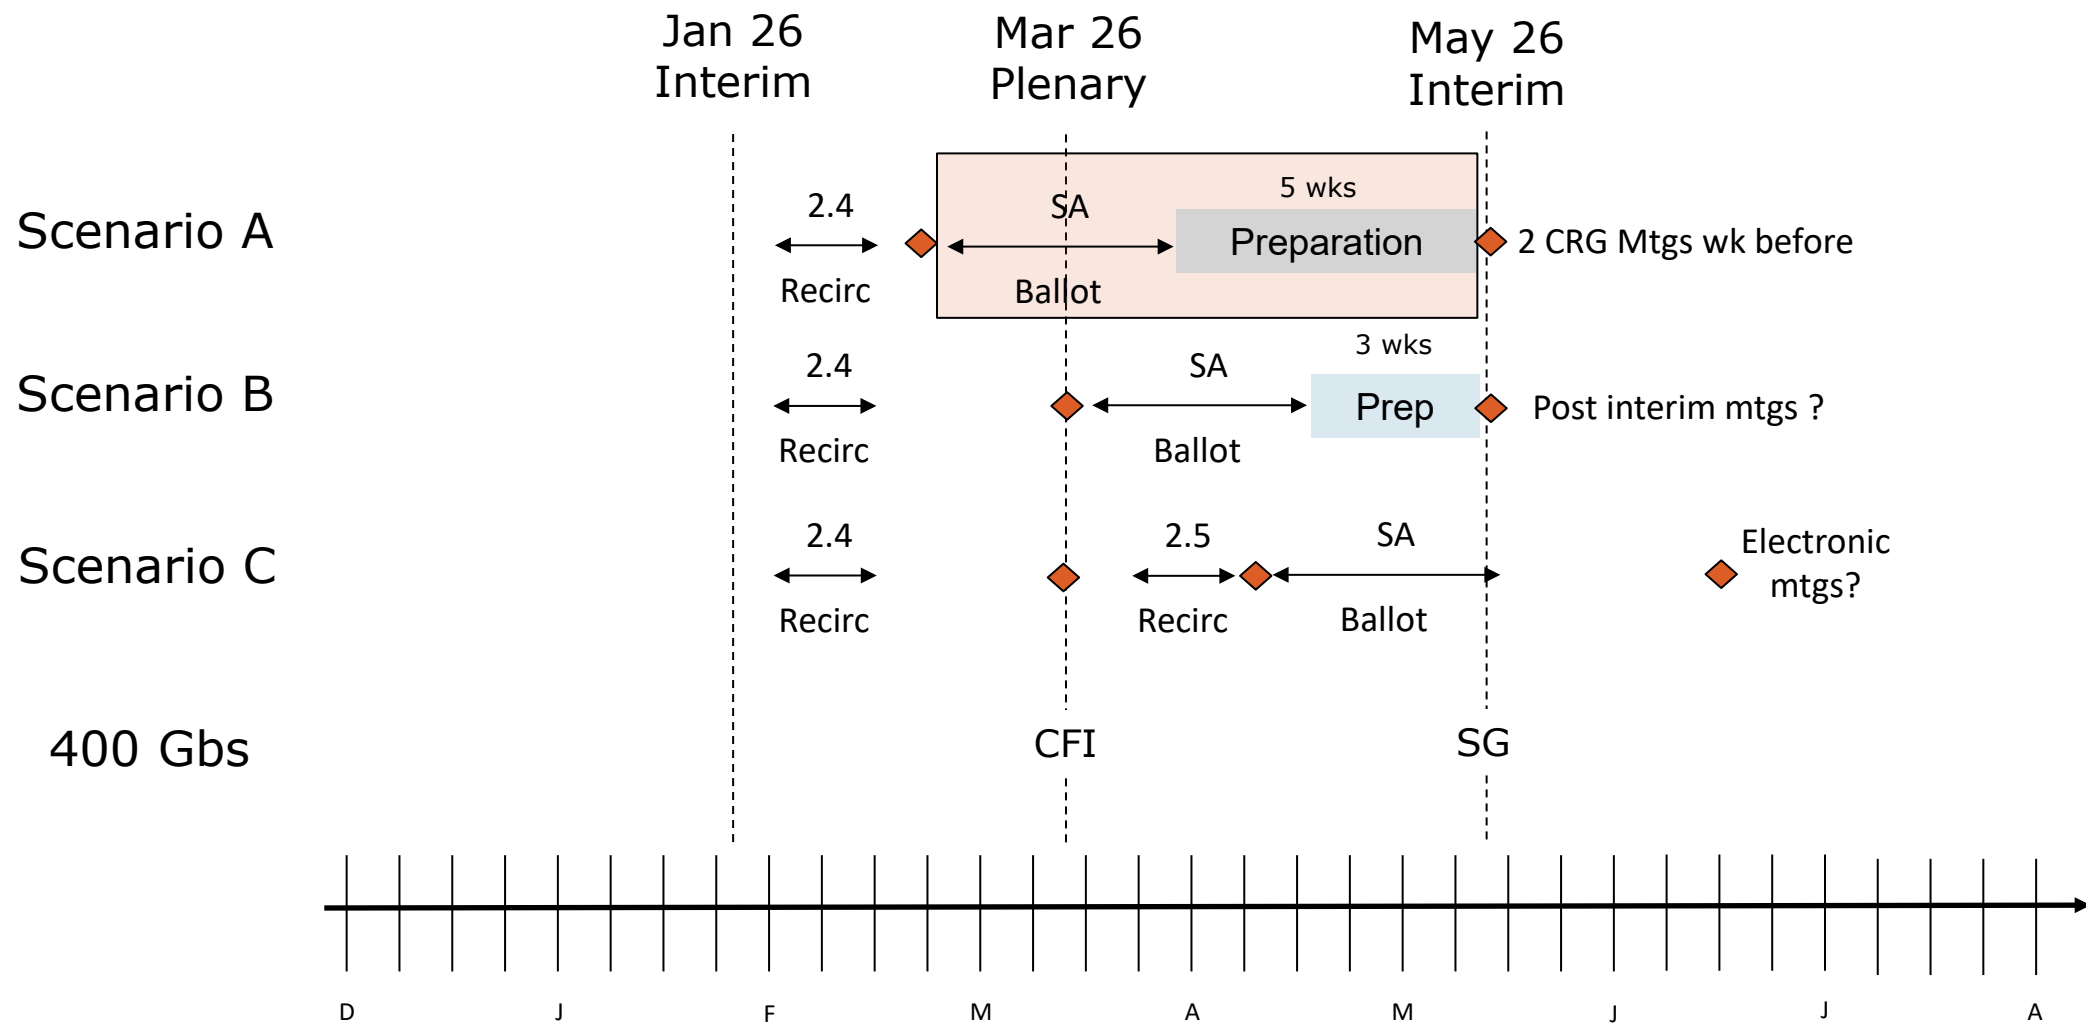 Jan 26
Interim
Mar 26
Plenary
May 26
Interim
Scenario A
2.4
Recirc
SA
Ballot
5 wks
Preparation
2 CRG Mtgs wk before
Scenario B
2.4
Recirc
SA
Ballot
3 wks
Prep
Post interim mtgs ?
Scenario C
2.4
Recirc
2.5
Recirc
SA
Ballot
Electronic
mtgs?
400 Gbs
CFI
SG
D J F M A M J J A